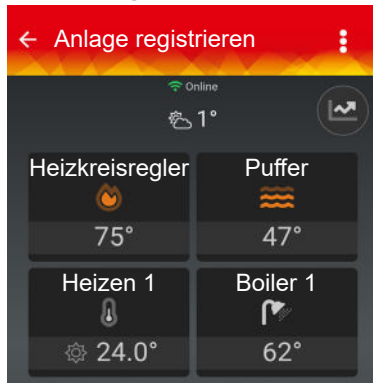 Anlage registrieren
Online
1°
Heizkreisregler
Puffer
75°
47°
Heizen 1
Boiler 1
24.0°
62°